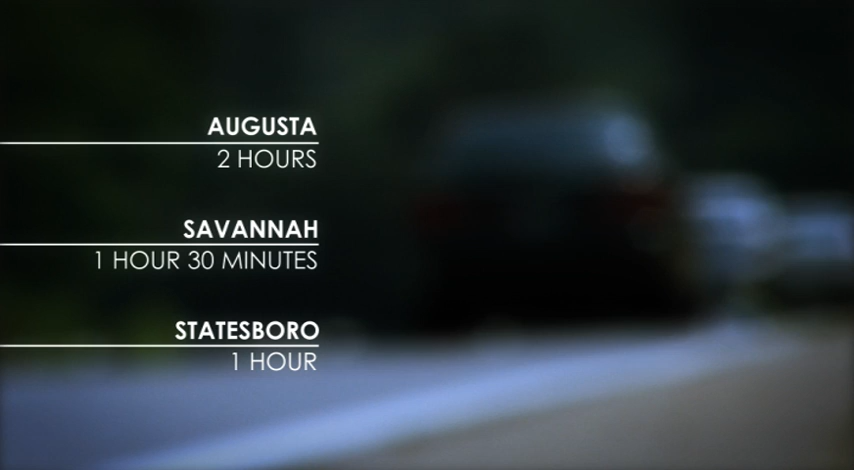 AUGUSTA
2 HOURS
SAVANNAH
1 HOUR 30 MINUTES
STATESBORO
1 HOUR